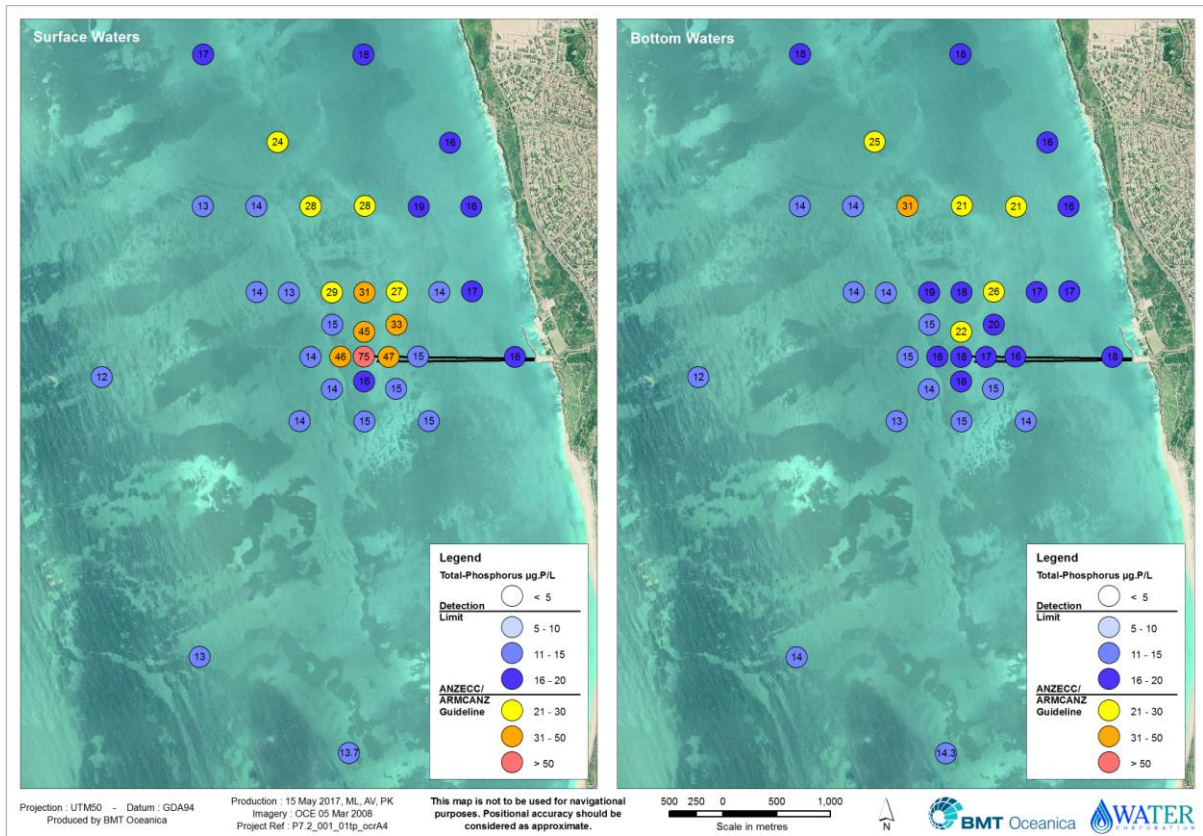 Surface Waters
17
18
24
16
13
14
28
28
19
16
14
13
29
31
27
14
17
15
45
33
14
46
75
47
15
16
12
14
16
15
14
15
15
13
13.7
Legend
Total-Phosphorus µg.P/L
< 5
Detection
Limit
5 - 10
11 - 15
16 - 20
ANZECC/
ARMCANZ
Guideline
21 - 30
31 - 50
> 50
Bottom Waters
18
18
25
16
14
14
31
21
21
16
14
14
19
18
26
17
17
15
22
20
15
16
18
17
16
18
12
14
16
15
13
15
14
14
14.3
Legend
Total-Phosphorus µg.P/L
< 5
Detection
Limit
5 - 10
11 - 15
16 - 20
ANZECC/
ARMCANZ
Guideline
21 - 30
31 - 50
> 50
Projection : UTM50 - Datum : GDA94
Produced by BMT Oceanica
Production : 15 May 2017, ML, AV, PK
Imagery : OCE 05 Mar 2008
Project Ref : P7.2_001_01tp_ocrA4
This map is not to be used for navigational
purposes. Positional accuracy should be
considered as approximate.
500 250 0 500 1,000
Scale in metres
N
BMT Oceanica
WATER
CORPORATION